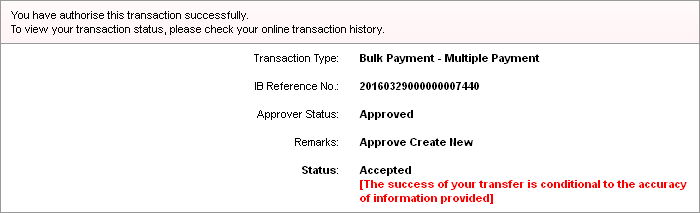 You have authorise this transaction successfully.
To view your transaction status, please check your online transaction history.
Transaction Type: Bulk Payment - Multiple Payment
IB Reference No.: 20160329000000007440
Approver Status: Approved
Remarks: Approve Create New
Status: Accepted
[The success of your transfer is conditional to the accuracy
of information provided]